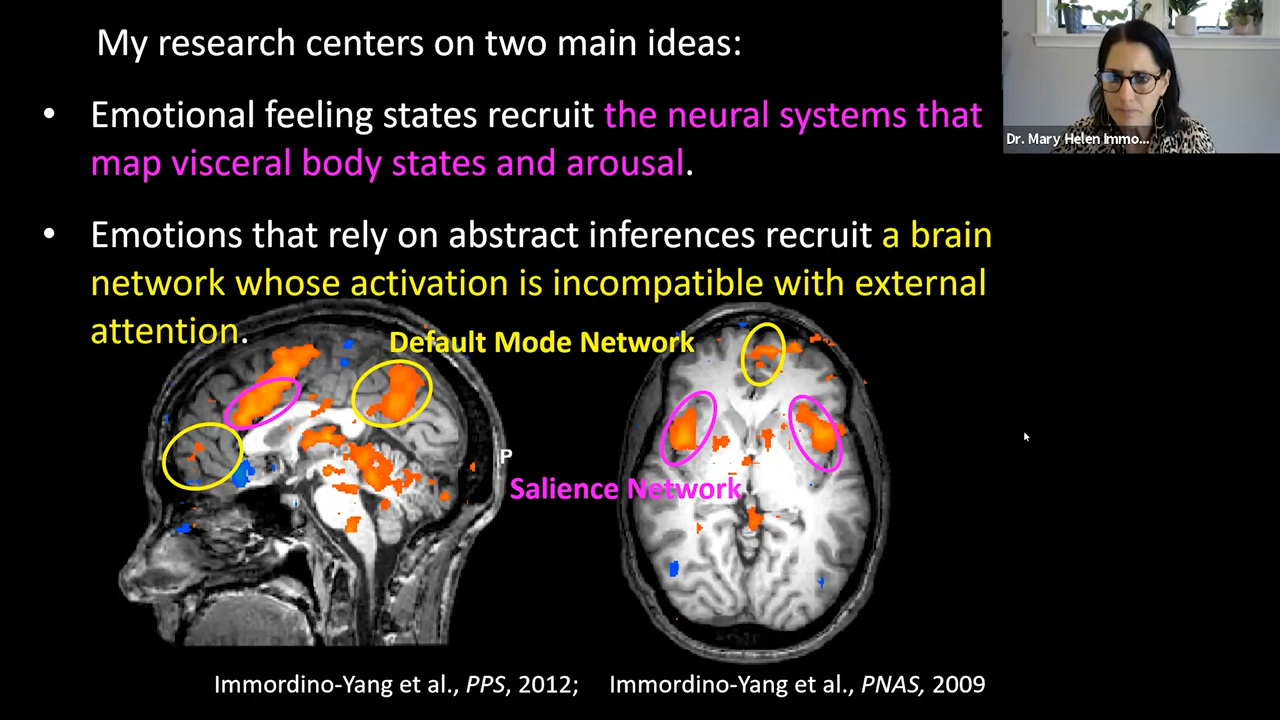 My research centers on two main ideas:
• Emotional feeling states recruit the neural systems that
map visceral body states and arousal.
• Emotions that rely on abstract inferences recruit a brain
network whose activation is incompatible with external
attention.
Default Mode Network
P
Salience Network
Immordino-Yang et al., PPS, 2012; Immordino-Yang et al., PNAS, 2009
Dr. Mary Helen Immo...